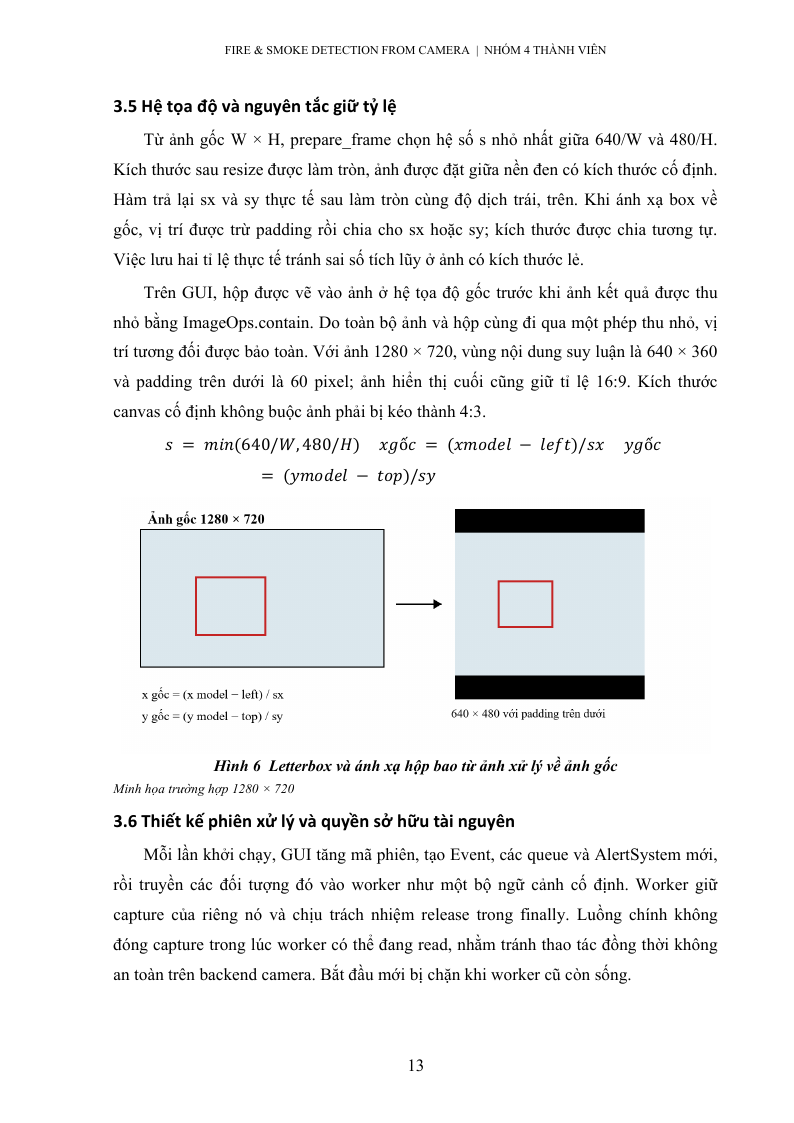 FIRE & SMOKE DETECTION FROM CAMERA | NHÓM 4 THÀNH VIÊN
3.5 Hệ tọa độ và nguyên tắc giữ tỷ lệ
Từ ảnh gốc W × H, prepare_frame chọn hệ số s nhỏ nhất giữa 640/W và 480/H.
Kích thước sau resize được làm tròn, ảnh được đặt giữa nền đen có kích thước cố định.
Hàm trả lại sx và sy thực tế sau làm tròn cùng độ dịch trái, trên. Khi ánh xạ box về
gốc, vị trí được trừ padding rồi chia cho sx hoặc sy; kích thước được chia tương tự.
Việc lưu hai tỉ lệ thực tế tránh sai số tích lũy ở ảnh có kích thước lẻ.
Trên GUI, hộp được vẽ vào ảnh ở hệ tọa độ gốc trước khi ảnh kết quả được thu
nhỏ bằng ImageOps.contain. Do toàn bộ ảnh và hộp cùng đi qua một phép thu nhỏ, vị
trí tương đối được bảo toàn. Với ảnh 1280 × 720, vùng nội dung suy luận là 640 × 360
và padding trên dưới là 60 pixel; ảnh hiển thị cuối cũng giữ tỉ lệ 16:9. Kích thước
canvas cố định không buộc ảnh phải bị kéo thành 4:3.
s = min(640/W, 480/H) xgốc = (xmodel − left)/sx ygốc
= (ymodel − top)/sy
Ảnh gốc 1280 × 720
x gốc = (x model − left) / sx
y gốc = (y model − top) / sy
640 × 480 với padding trên dưới
Hình 6 Letterbox và ánh xạ hộp bao từ ảnh xử lý về ảnh gốc
Minh họa trường hợp 1280 × 720
3.6 Thiết kế phiên xử lý và quyền sở hữu tài nguyên
Mỗi lần khởi chạy, GUI tăng mã phiên, tạo Event, các queue và AlertSystem mới,
rồi truyền các đối tượng đó vào worker như một bộ ngữ cảnh cố định. Worker giữ
capture của riêng nó và chịu trách nhiệm release trong finally. Luồng chính không
đóng capture trong lúc worker có thể đang read, nhằm tránh thao tác đồng thời không
an toàn trên backend camera. Bắt đầu mới bị chặn khi worker cũ còn sống.
13